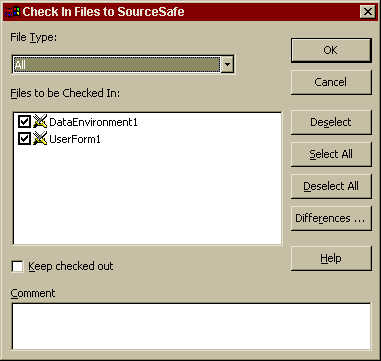 Check In Files to SourceSafe
File Type:
All
Files to be Checked In:
DataEnvironment1
UserForm1
Keep checked out
Comment
OK
Cancel
Deselect
Select All
Deselect All
Differences ...
Help